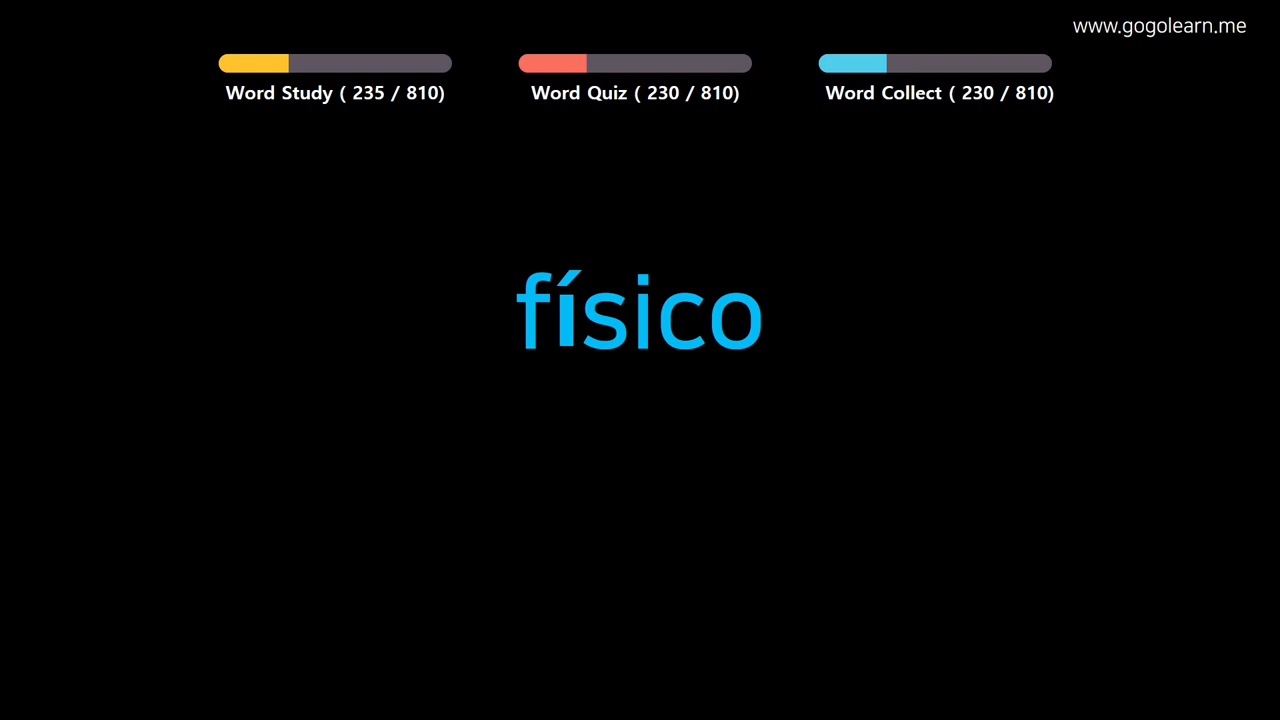 www.gogolearn.me
Word Study ( 235 / 810)
Word Quiz ( 230 / 810)
Word Collect ( 230 / 810)
físico